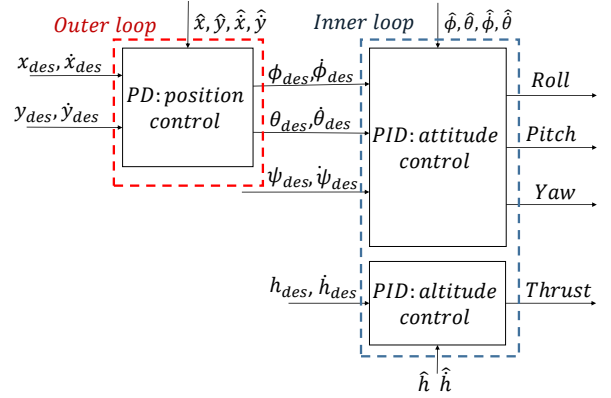 Outer loop
x̂, ŷ, ẋ̂, ẏ̂
Inner loop
ϕ̂, θ̂, ϕ̇̂, θ̇̂
x_des, ẋ_des
y_des, ẏ_des
PD: position
control
ϕ_des, ϕ̇_des
θ_des, θ̇_des
ψ_des, ψ̇_des
PID: attitude
control
Roll
Pitch
Yaw
h_des, ḣ_des
PID: altitude
control
Thrust
ĥ ḣ̂